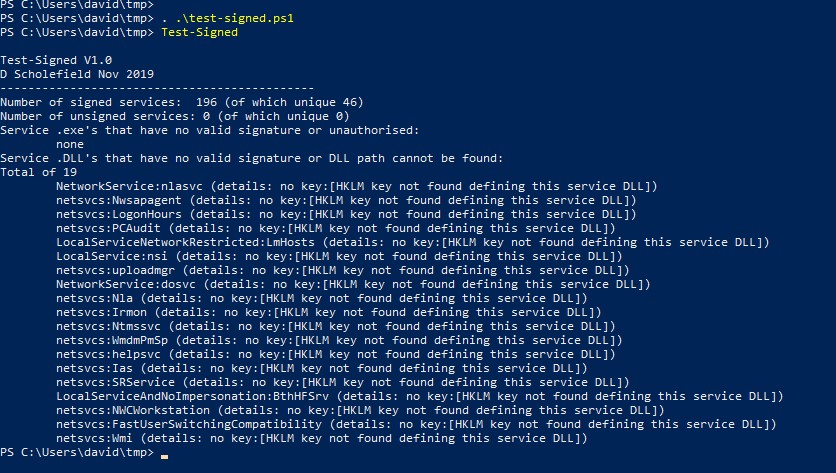 PS C:\Users\david\tmp>
PS C:\Users\david\tmp> . .\test-signed.ps1
PS C:\Users\david\tmp> Test-Signed
Test-Signed V1.0
D Scholefield Nov 2019
---------------------------------------------
Number of signed services:  196 (of which unique 46)
Number of unsigned services: 0 (of which unique 0)
Service .exe's that have no valid signature or unauthorised:
        none
Service .DLL's that have no valid signature or DLL path cannot be found:
Total of 19
        NetworkService:nlasvc (details: no key:[HKLM key not found defining this service DLL])
        netsvcs:Nwsapagent (details: no key:[HKLM key not found defining this service DLL])
        netsvcs:LogonHours (details: no key:[HKLM key not found defining this service DLL])
        netsvcs:PCAudit (details: no key:[HKLM key not found defining this service DLL])
        LocalServiceNetworkRestricted:LmHosts (details: no key:[HKLM key not found defining this service DLL])
        LocalService:nsi (details: no key:[HKLM key not found defining this service DLL])
        netsvcs:uploadmgr (details: no key:[HKLM key not found defining this service DLL])
        NetworkService:dosvc (details: no key:[HKLM key not found defining this service DLL])
        netsvcs:Nla (details: no key:[HKLM key not found defining this service DLL])
        netsvcs:Irmon (details: no key:[HKLM key not found defining this service DLL])
        netsvcs:Ntmssvc (details: no key:[HKLM key not found defining this service DLL])
        netsvcs:WmdmPmSp (details: no key:[HKLM key not found defining this service DLL])
        netsvcs:helpsvc (details: no key:[HKLM key not found defining this service DLL])
        netsvcs:Ias (details: no key:[HKLM key not found defining this service DLL])
        netsvcs:SRService (details: no key:[HKLM key not found defining this service DLL])
        LocalServiceAndNoImpersonation:BthHFSrv (details: no key:[HKLM key not found defining this service DLL])
        netsvcs:NWCWorkstation (details: no key:[HKLM key not found defining this service DLL])
        netsvcs:FastUserSwitchingCompatibility (details: no key:[HKLM key not found defining this service DLL])
        netsvcs:Wmi (details: no key:[HKLM key not found defining this service DLL])
PS C:\Users\david\tmp> _